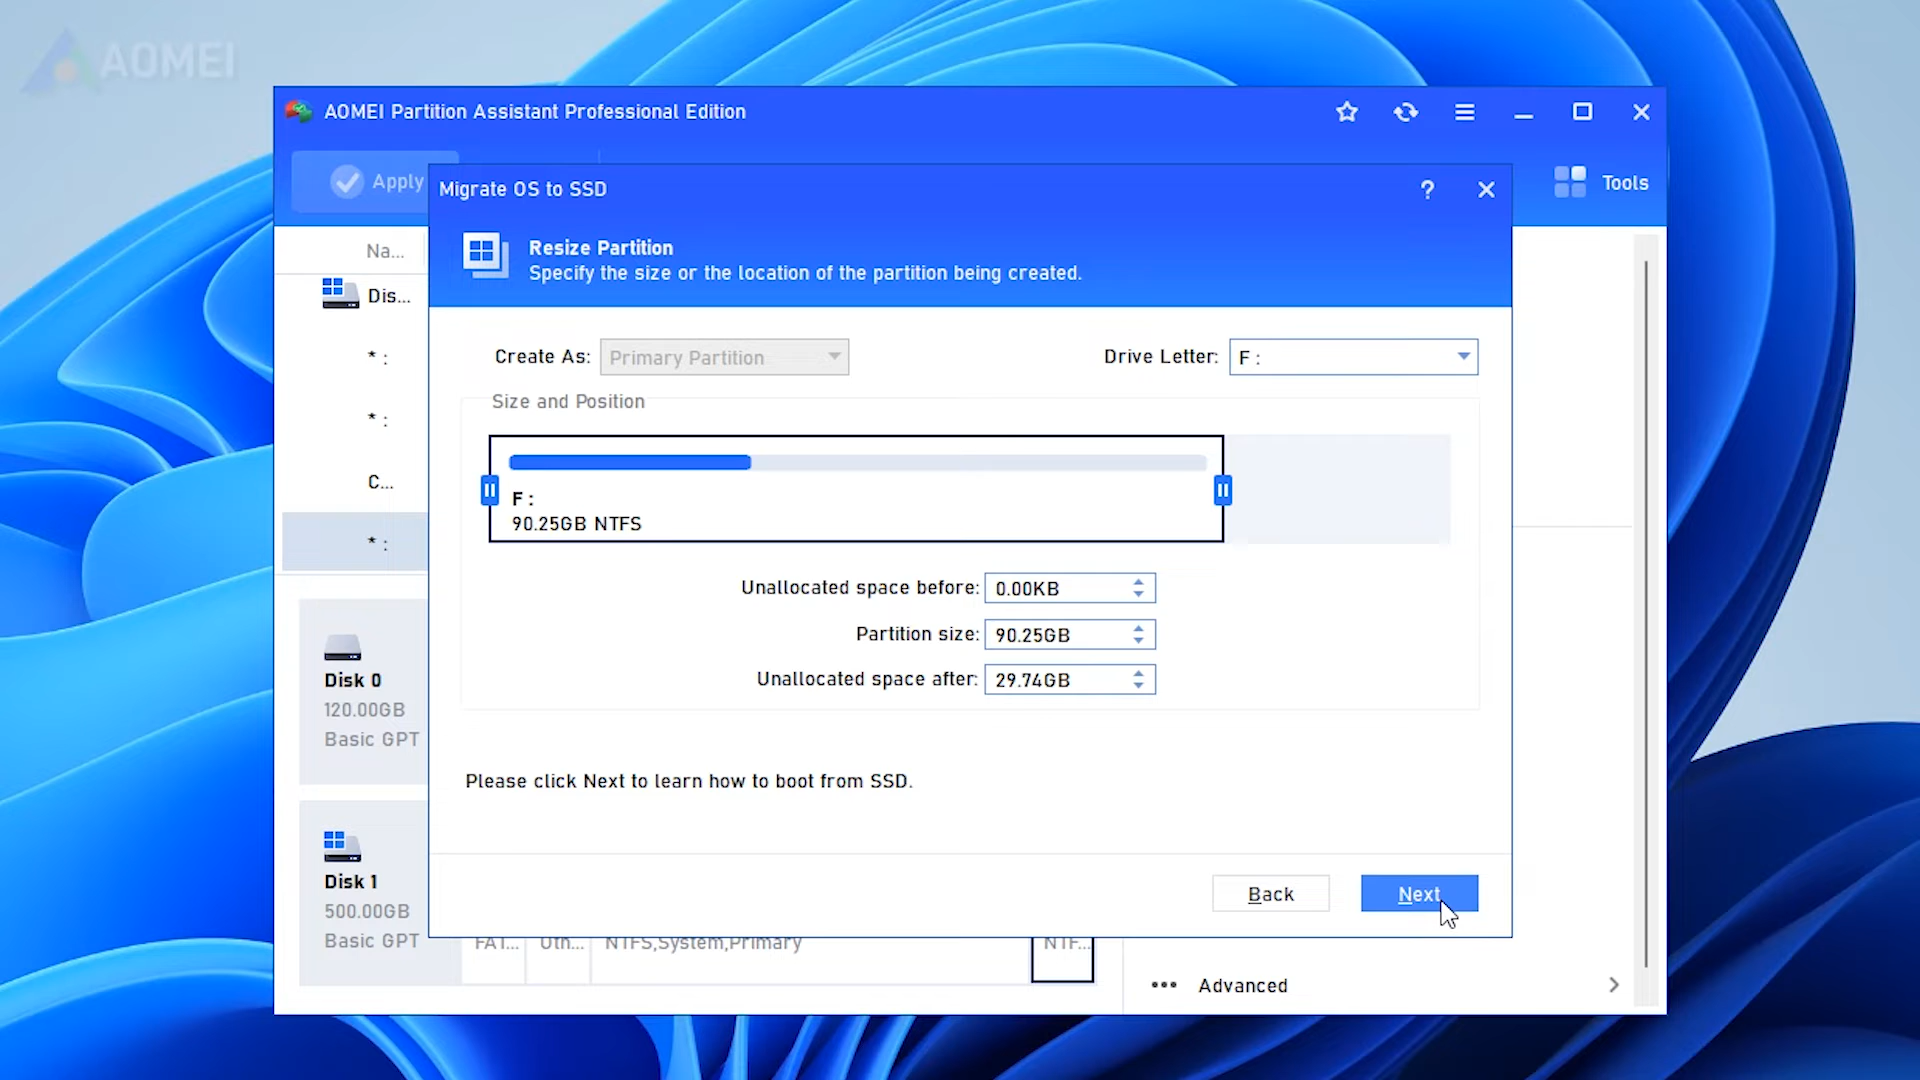 AOMEI
AOMEI Partition Assistant Professional Edition
Apply
Tools
Migrate OS to SSD
?
Resize Partition
Specify the size or the location of the partition being created.
Na...
Dis...
* :
* :
C...
* :
Create As: Primary Partition
Drive Letter: F :
Size and Position
F :
90.25GB NTFS
Unallocated space before: 0.00KB
Partition size: 90.25GB
Unallocated space after: 29.74GB
Please click Next to learn how to boot from SSD.
Back
Next
Disk 0
120.00GB
Basic GPT
Disk 1
500.00GB
Basic GPT
FAT... Oth... NTFS,System,Primary NTF...
Advanced